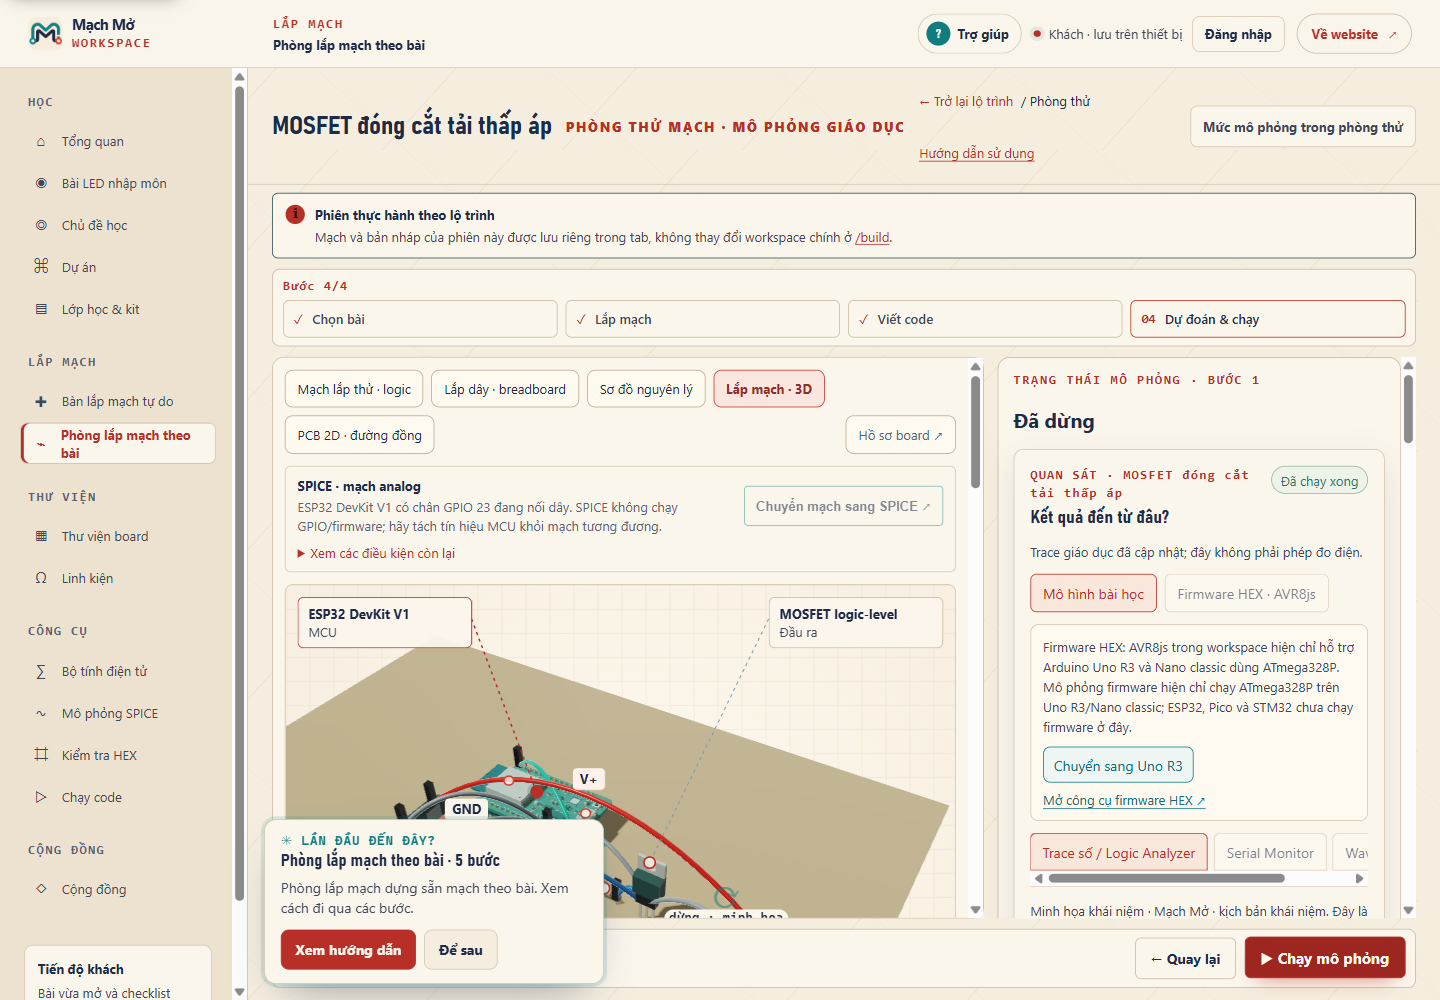 Mạch Mở
WORKSPACE
LẮP MẠCH
Phòng lắp mạch theo bài
? Trợ giúp
Khách · lưu trên thiết bị
Đăng nhập
Về website ↗
HỌC
Tổng quan
Bài LED nhập môn
Chủ đề học
Dự án
Lớp học & kit
LẮP MẠCH
Bàn lắp mạch tự do
Phòng lắp mạch theo
bài
THƯ VIỆN
Thư viện board
Linh kiện
CÔNG CỤ
Bộ tính điện tử
Mô phỏng SPICE
Kiểm tra HEX
Chạy code
CỘNG ĐỒNG
Cộng đồng
Tiến độ khách
Bài vừa mở và checklist
MOSFET đóng cắt tải thấp áp
PHÒNG THỬ MẠCH · MÔ PHỎNG GIÁO DỤC
← Trở lại lộ trình / Phòng thử
Hướng dẫn sử dụng
Mức mô phỏng trong phòng thử
Phiên thực hành theo lộ trình
Mạch và bản nháp của phiên này được lưu riêng trong tab, không thay đổi workspace chính ở /build.
Bước 4/4
✓ Chọn bài
✓ Lắp mạch
✓ Viết code
04 Dự đoán & chạy
Mạch lắp thử · logic
Lắp dây · breadboard
Sơ đồ nguyên lý
Lắp mạch · 3D
PCB 2D · đường đồng
Hồ sơ board ↗
SPICE · mạch analog
ESP32 DevKit V1 có chân GPIO 23 đang nối dây. SPICE không chạy
GPIO/firmware; hãy tách tín hiệu MCU khỏi mạch tương đương.
▶ Xem các điều kiện còn lại
Chuyển mạch sang SPICE ↗
ESP32 DevKit V1
MCU
MOSFET logic-level
Đầu ra
V+
GND
dừng · minh họa
✳ LẦN ĐẦU ĐẾN ĐÂY?
Phòng lắp mạch theo bài · 5 bước
Phòng lắp mạch dựng sẵn mạch theo bài. Xem
cách đi qua các bước.
Xem hướng dẫn
Để sau
TRẠNG THÁI MÔ PHỎNG · BƯỚC 1
Đã dừng
QUAN SÁT · MOSFET đóng cắt
tải thấp áp
Đã chạy xong
Kết quả đến từ đâu?
Trace giáo dục đã cập nhật; đây không phải phép đo điện.
Mô hình bài học
Firmware HEX · AVR8js
Firmware HEX: AVR8js trong workspace hiện chỉ hỗ trợ
Arduino Uno R3 và Nano classic dùng ATmega328P.
Mô phỏng firmware hiện chỉ chạy ATmega328P trên
Uno R3/Nano classic; ESP32, Pico và STM32 chưa chạy
firmware ở đây.
Chuyển sang Uno R3
Mở công cụ firmware HEX ↗
Trace số / Logic Analyzer
Serial Monitor
Minh họa khái niệm · Mạch Mở · kịch bản khái niệm. Đây là
← Quay lại
▶ Chạy mô phỏng